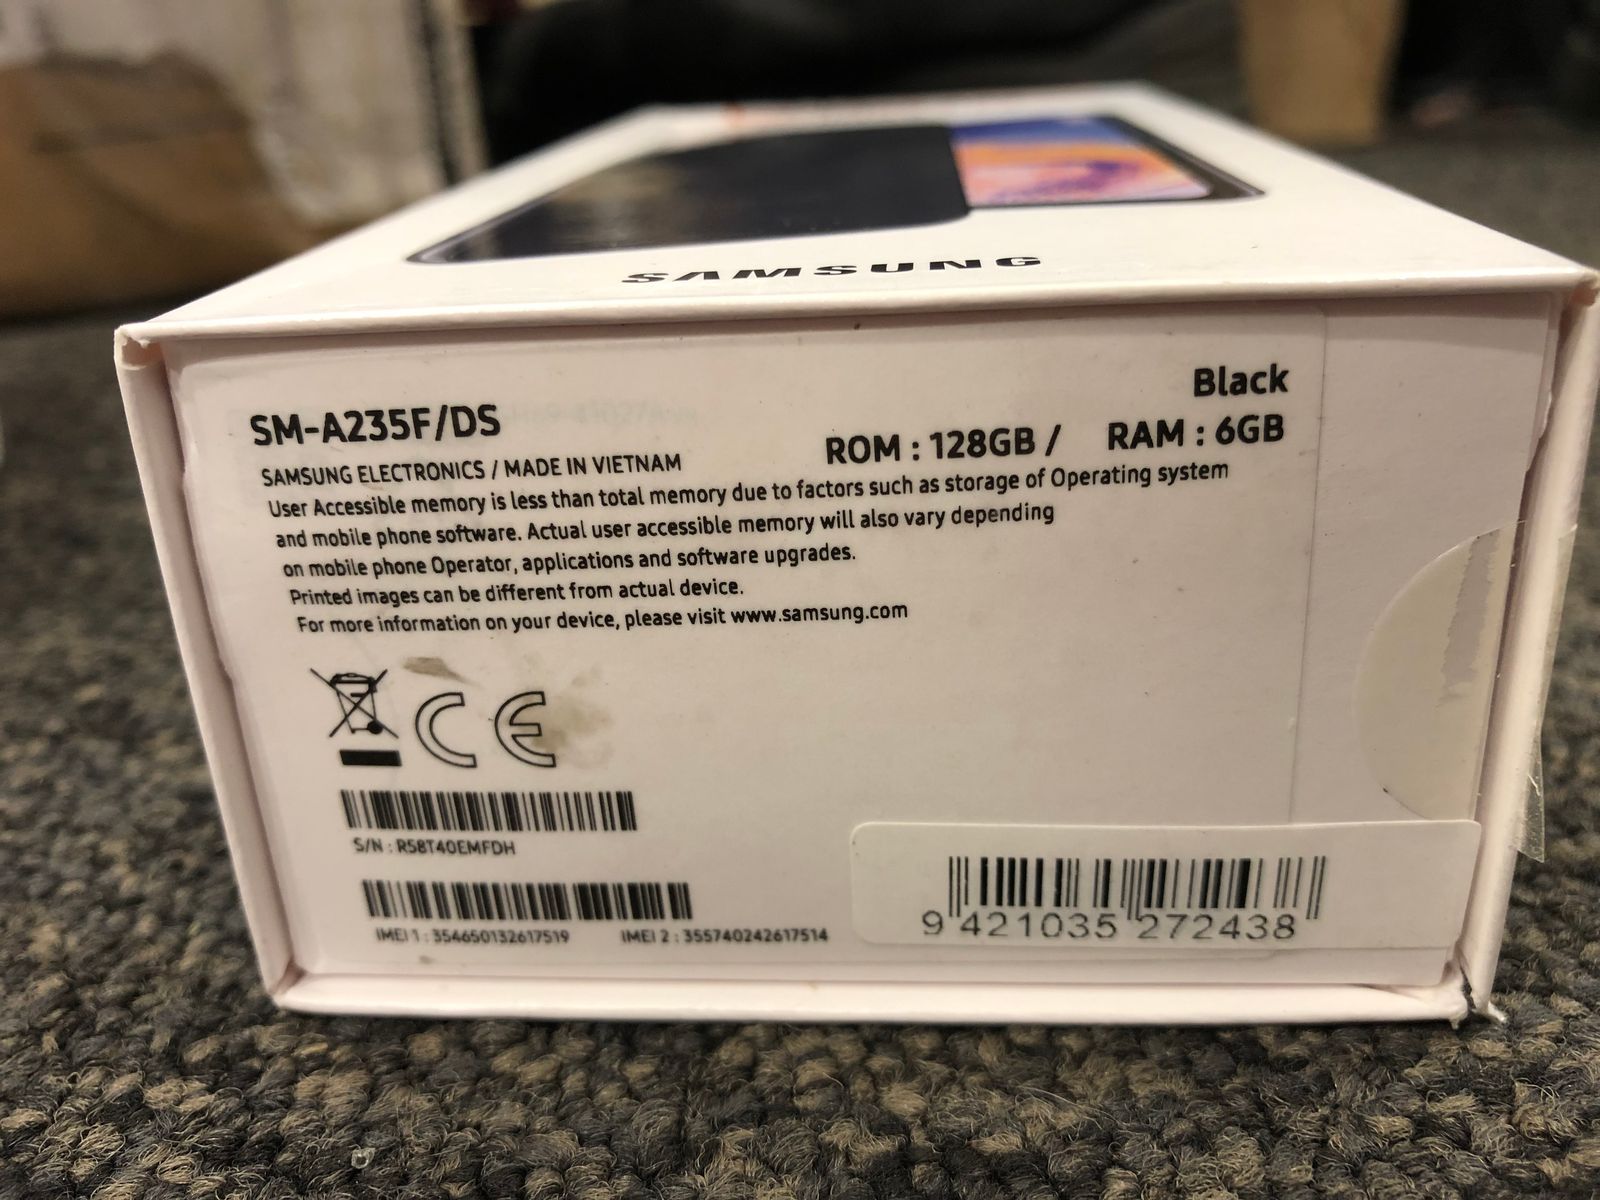 SAMSUNG
Black
SM-A235F/DS
ROM : 128GB / RAM : 6GB
SAMSUNG ELECTRONICS / MADE IN VIETNAM
User Accessible memory is less than total memory due to factors such as storage of Operating system
and mobile phone software. Actual user accessible memory will also vary depending
on mobile phone Operator, applications and software upgrades.
Printed images can be different from actual device.
For more information on your device, please visit www.samsung.com
CE
S/N : R58T40EMFDH
IMEI 1 : 354650132617519 IMEI 2 : 355740242617514
9 421035 272438